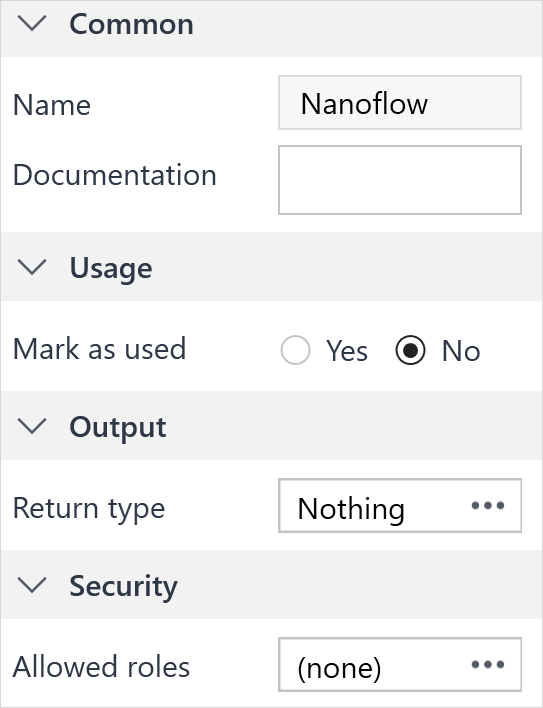 Common
Name Nanoflow
Documentation
Usage
Mark as used Yes No
Output
Return type Nothing •••
Security
Allowed roles (none) •••